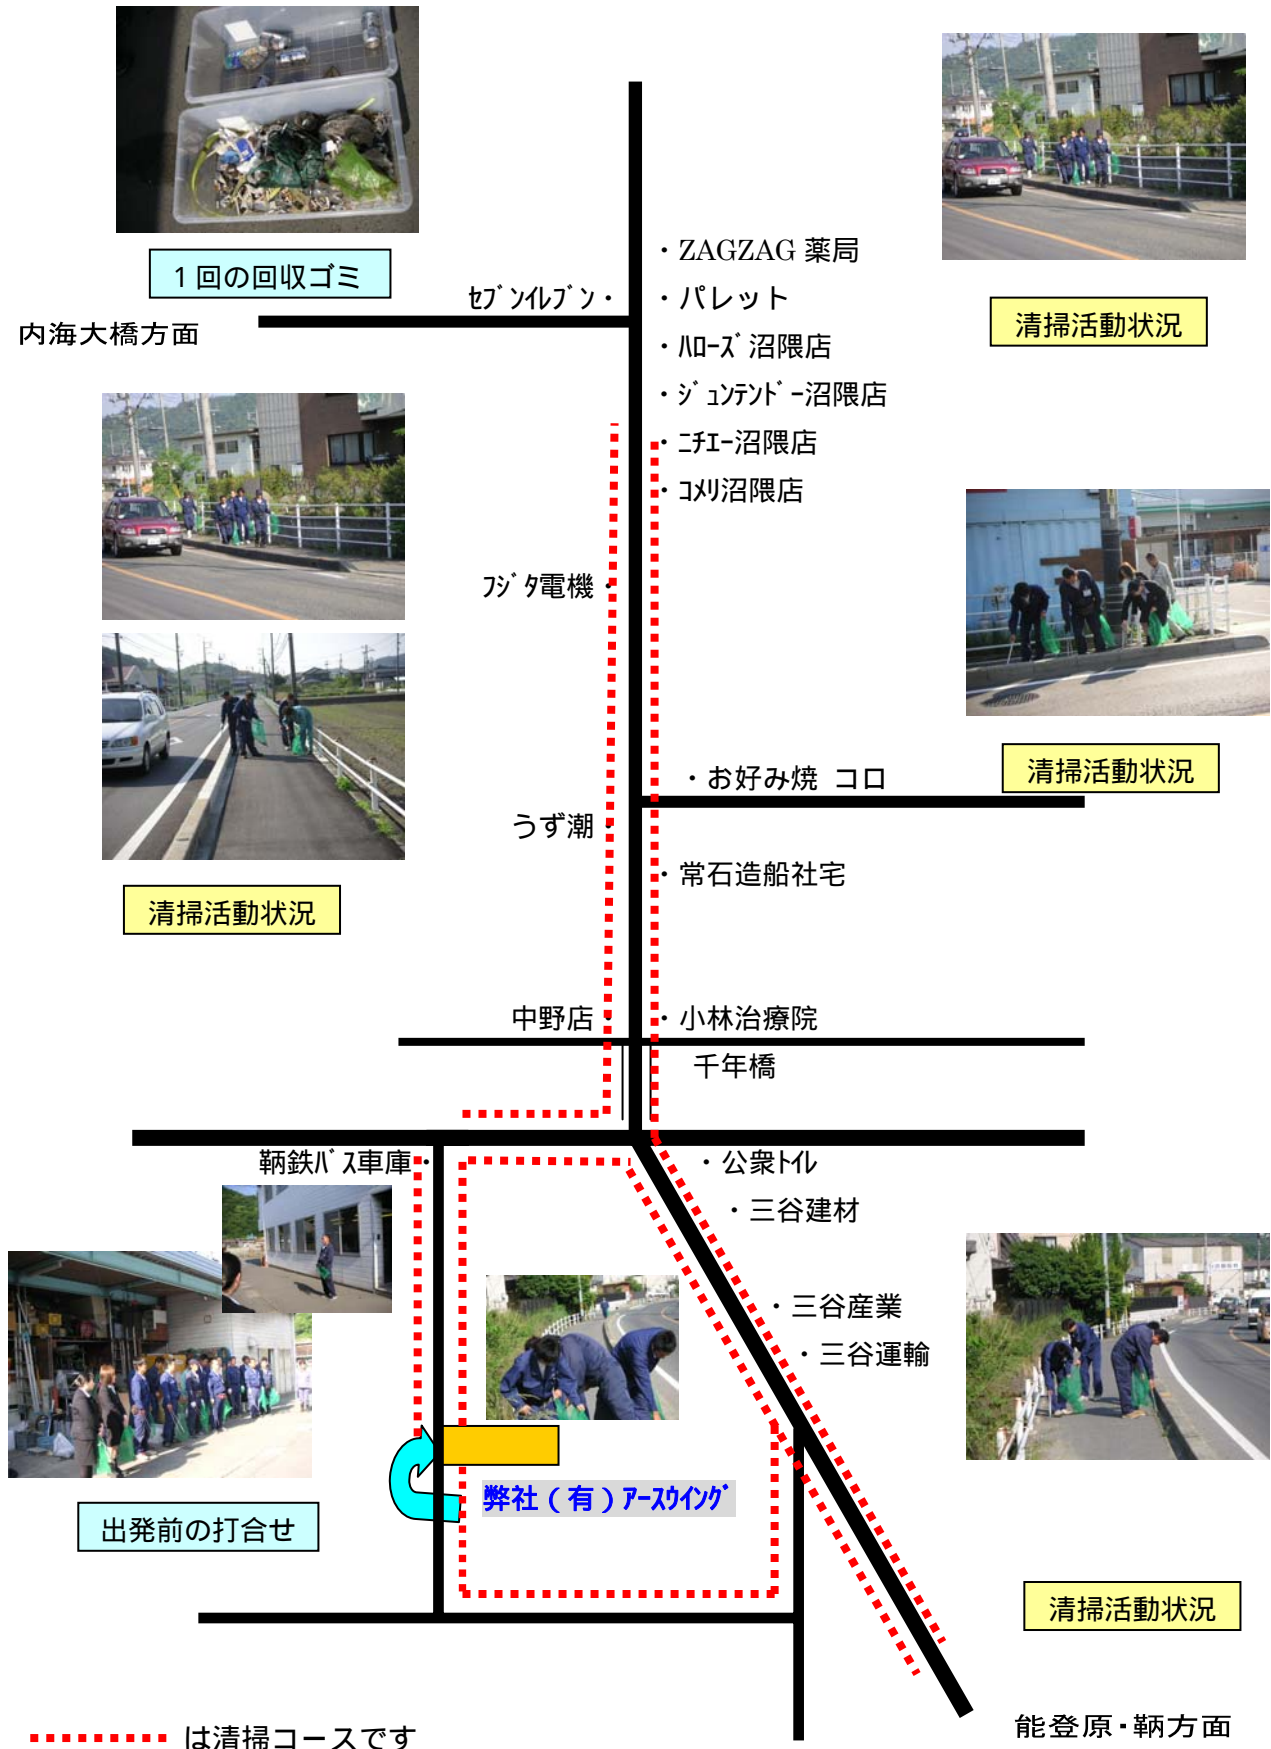 ・ZAGZAG 薬局
1回の回収ゴミ
セブンイレブン・
・パレット
内海大橋方面
清掃活動状況
・ハローズ沼隈店
・ジュンテンドー沼隈店
・ニチエー沼隈店
・コメリ沼隈店
フジタ電機・
・お好み焼 コロ
清掃活動状況
うず潮・
・常石造船社宅
清掃活動状況
中野店・
・小林治療院
千年橋
鞆鉄バス車庫・
・公衆トイレ
・三谷建材
・三谷産業
・三谷運輸
弊社(有)アースウイング
出発前の打合せ
清掃活動状況
能登原・鞆方面
は清掃コースです